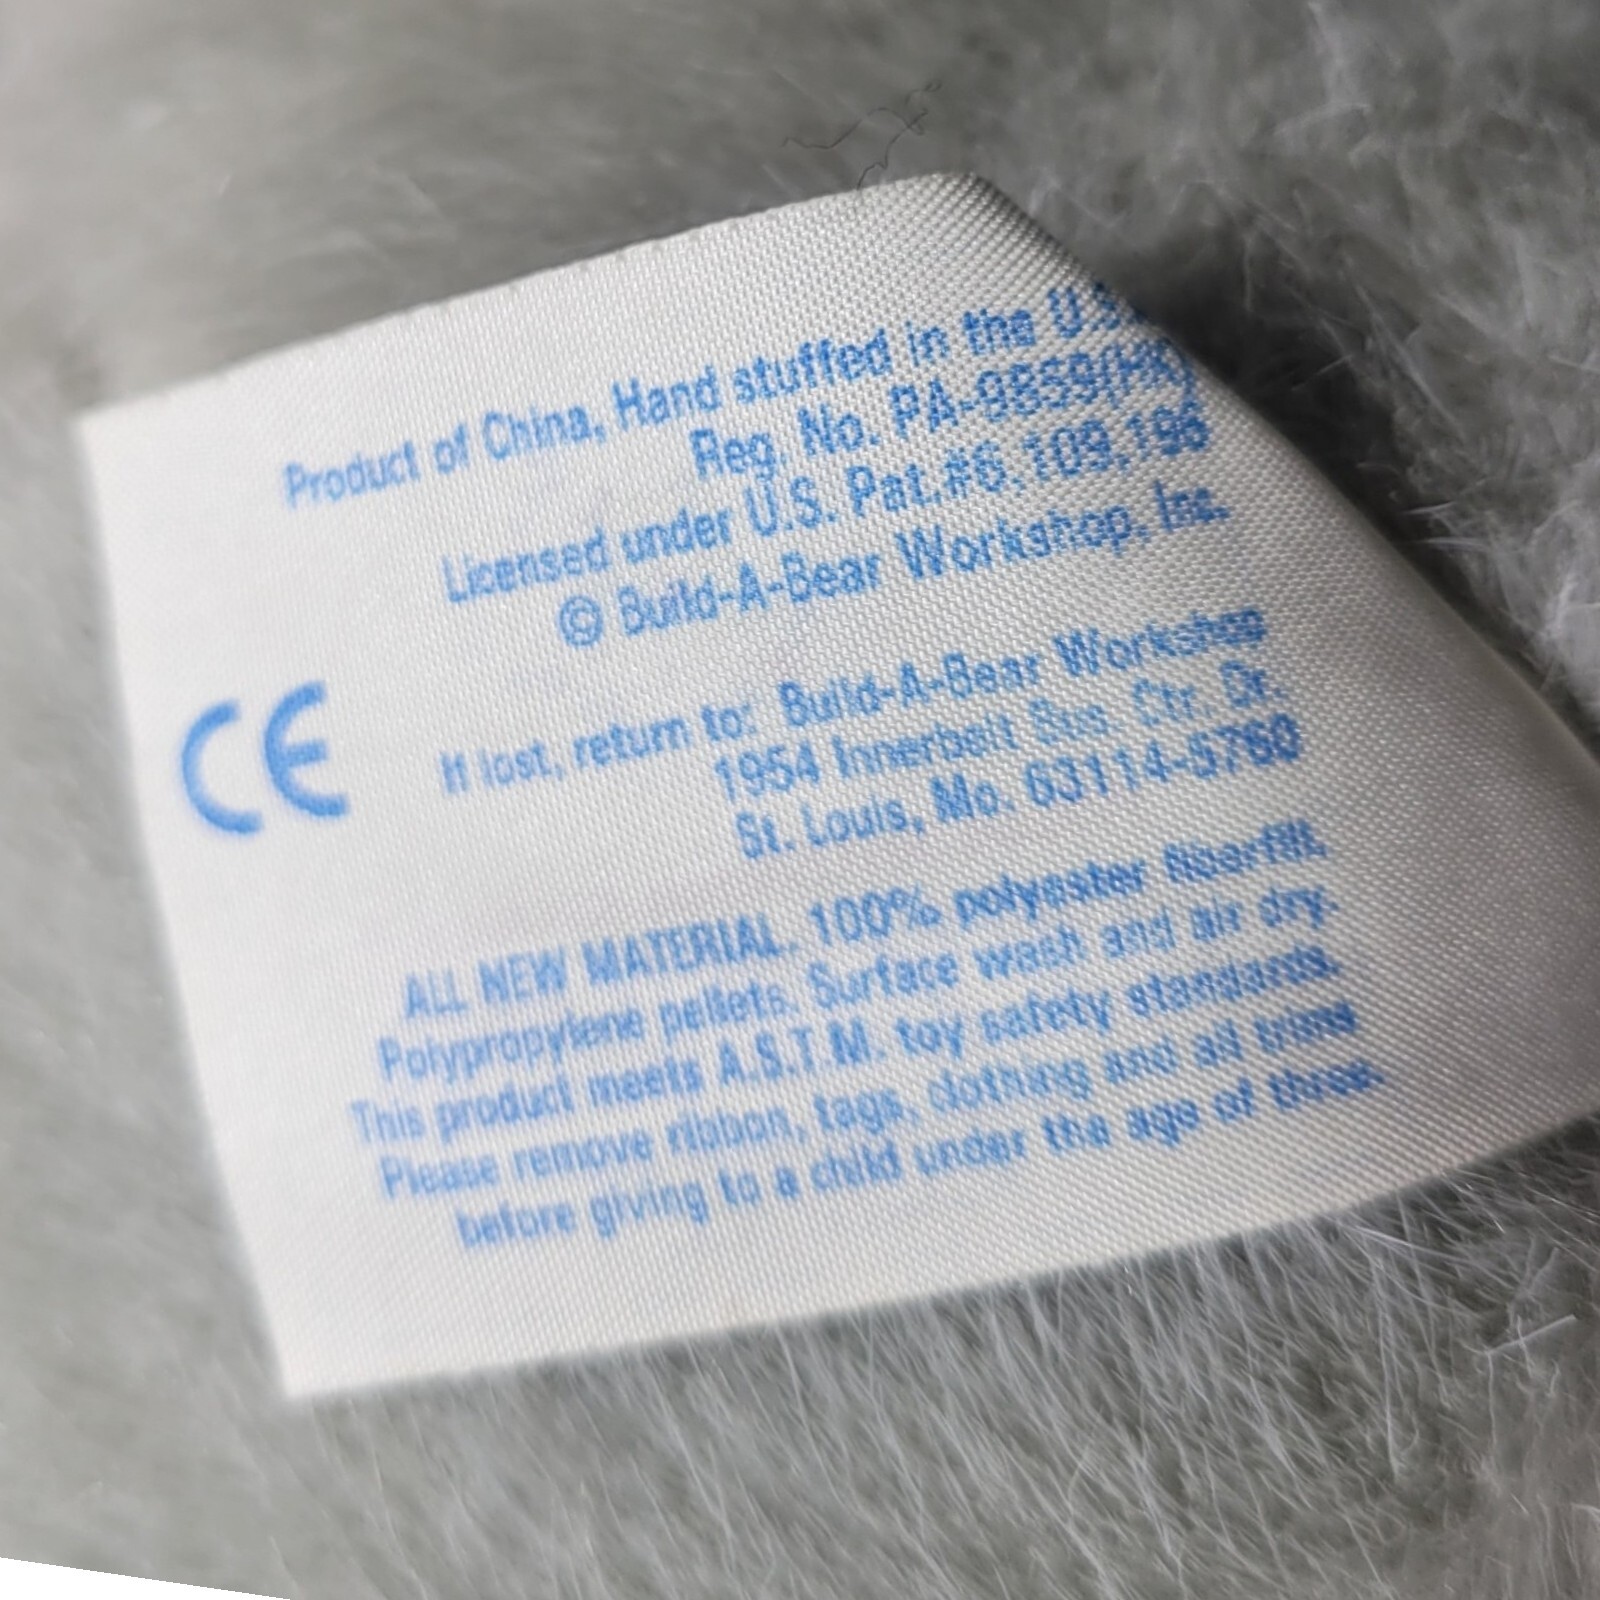 Product of China, Hand stuffed in the U.S.
Reg. No. PA-9859(HK)
Licensed under U.S. Pat.#6,109,196
© Build-A-Bear Workshop, Inc.
CE
If lost, return to: Build-A-Bear Workshop
1954 Innerbelt Bus. Ctr. Dr.
St. Louis, Mo. 63114-5760
ALL NEW MATERIAL. 100% polyester fiberfill,
Polypropylene pellets. Surface wash and air dry.
This product meets A.S.T.M. toy safety standards.
Please remove ribbon, tags, clothing and all trims
before giving to a child under the age of three.